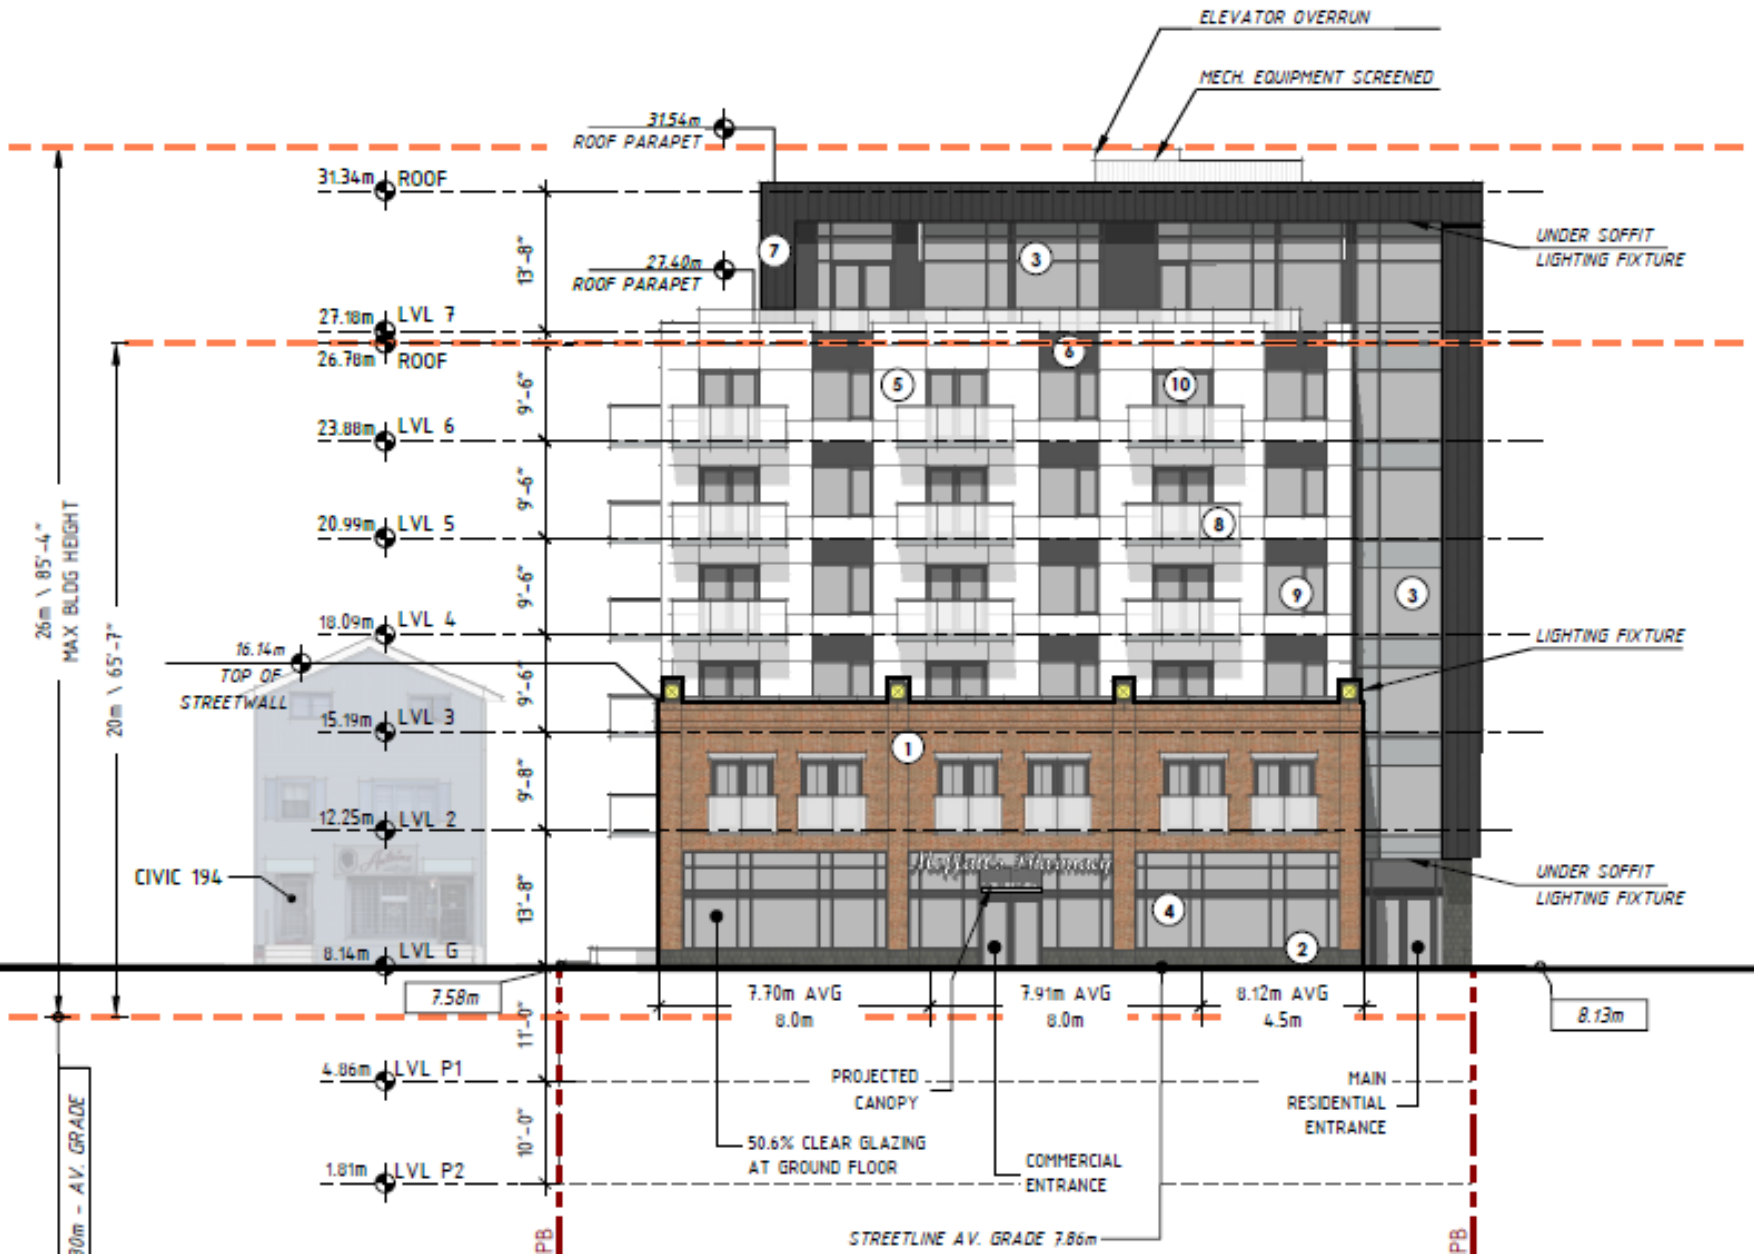 ELEVATOR OVERRUN
MECH. EQUIPMENT SCREENED
31.54m
ROOF PARAPET
31.34m ROOF
UNDER SOFFIT
LIGHTING FIXTURE
7
3
13'-8"
27.40m
ROOF PARAPET
27.18m LVL 7
26.78m ROOF
6
5
10
9'-6"
23.88m LVL 6
9'-6"
26m \ 85'-4"
MAX BLDG HEIGHT
20.99m LVL 5
8
9'-6"
9
3
20m \ 65'-7"
18.09m LVL 4
LIGHTING FIXTURE
16.14m
TOP OF
STREETWALL
9'-6"
15.19m LVL 3
1
9'-8"
12.25m LVL 2
Moffatt's Pharmacy
CIVIC 194
UNDER SOFFIT
LIGHTING FIXTURE
13'-8"
4
2
8.14m LVL G
7.58m
7.70m AVG
7.91m AVG
8.12m AVG
8.0m
8.0m
4.5m
8.13m
11'-0"
4.86m LVL P1
PROJECTED
CANOPY
MAIN
RESIDENTIAL
ENTRANCE
10'-0"
50.6% CLEAR GLAZING
AT GROUND FLOOR
COMMERCIAL
ENTRANCE
1.81m LVL P2
30m - AV. GRADE
PB
STREETLINE AV. GRADE 7.86m
PB